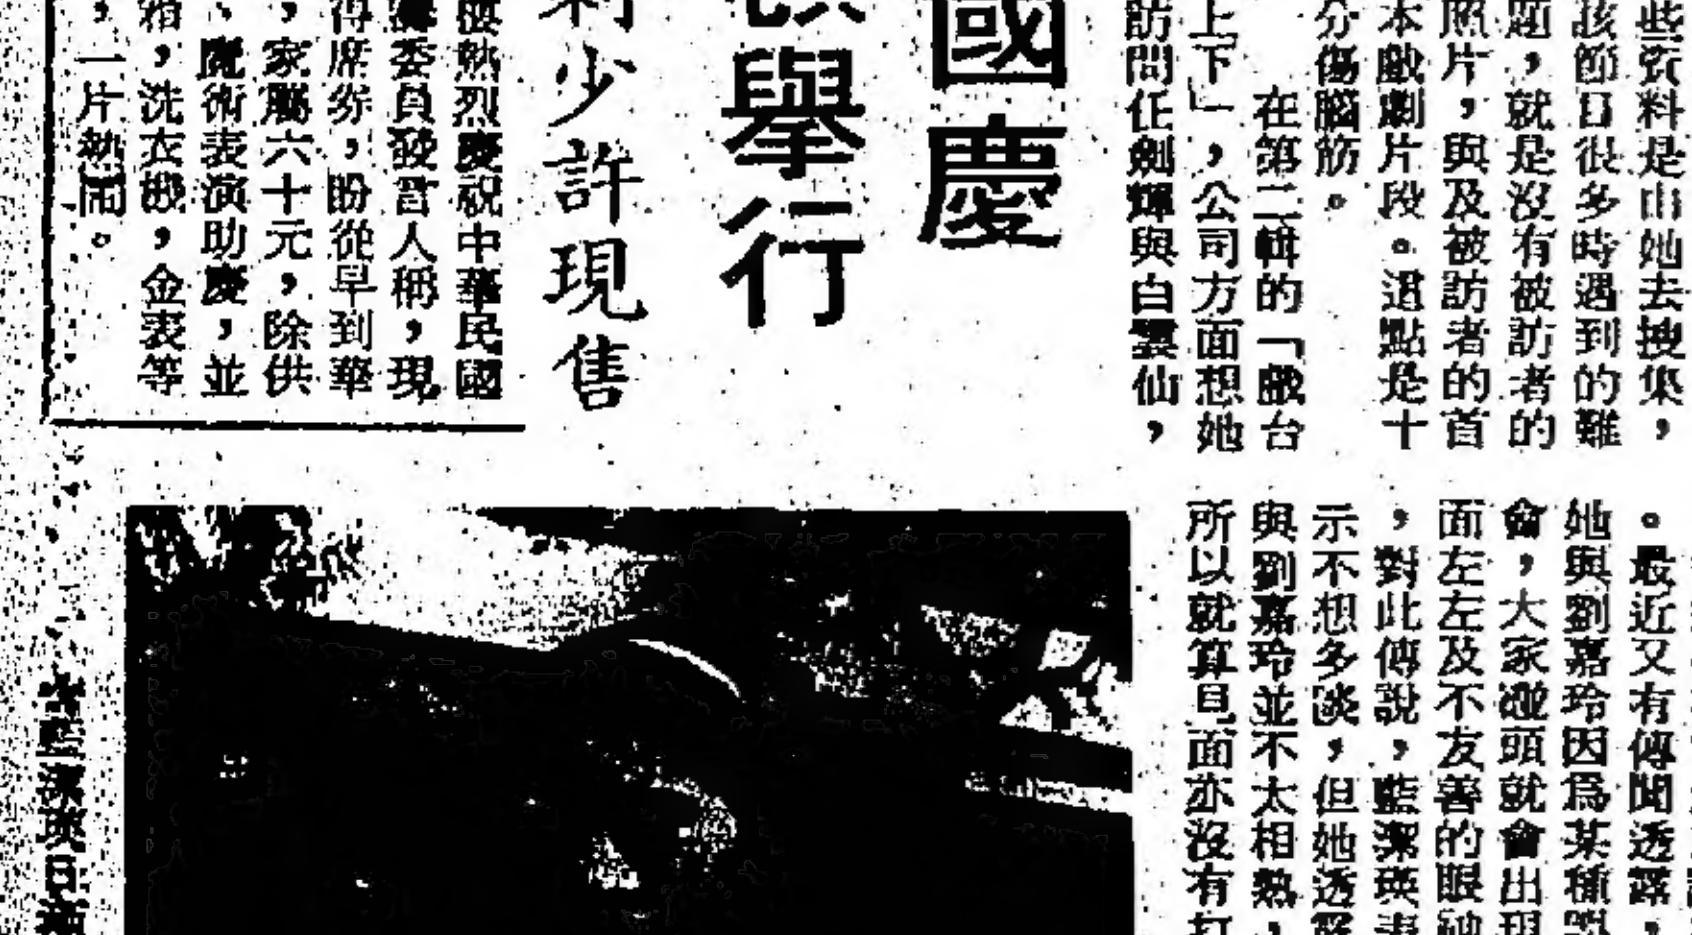 些資料是由她去搜集，
該節目很多時遇到的難
題，就是沒有被訪者的
照片，與及被訪者的首
本戲劇片段。這點是十
分傷腦筋。
在第二輯的「戲台
上下」，公司方面想她
訪問任劍輝與白雪仙，
。最近又有傳聞透露，
她與劉嘉玲因為某種
會，大家碰頭就會出現
面左左及不友善的眼
，對此傳說，藍潔瑛表
示不想多談，但她透露
與劉嘉玲並不太相熟，
所以就算見面亦沒有打
國慶
舉行
少許現售
熱烈慶祝中華民國
委員發言人稱，現
得席券，盼從早到華
，家屬六十元，除供
、魔術表演助慶，並
箱，洗衣機，金表等
，一片熱鬧。
藍潔瑛